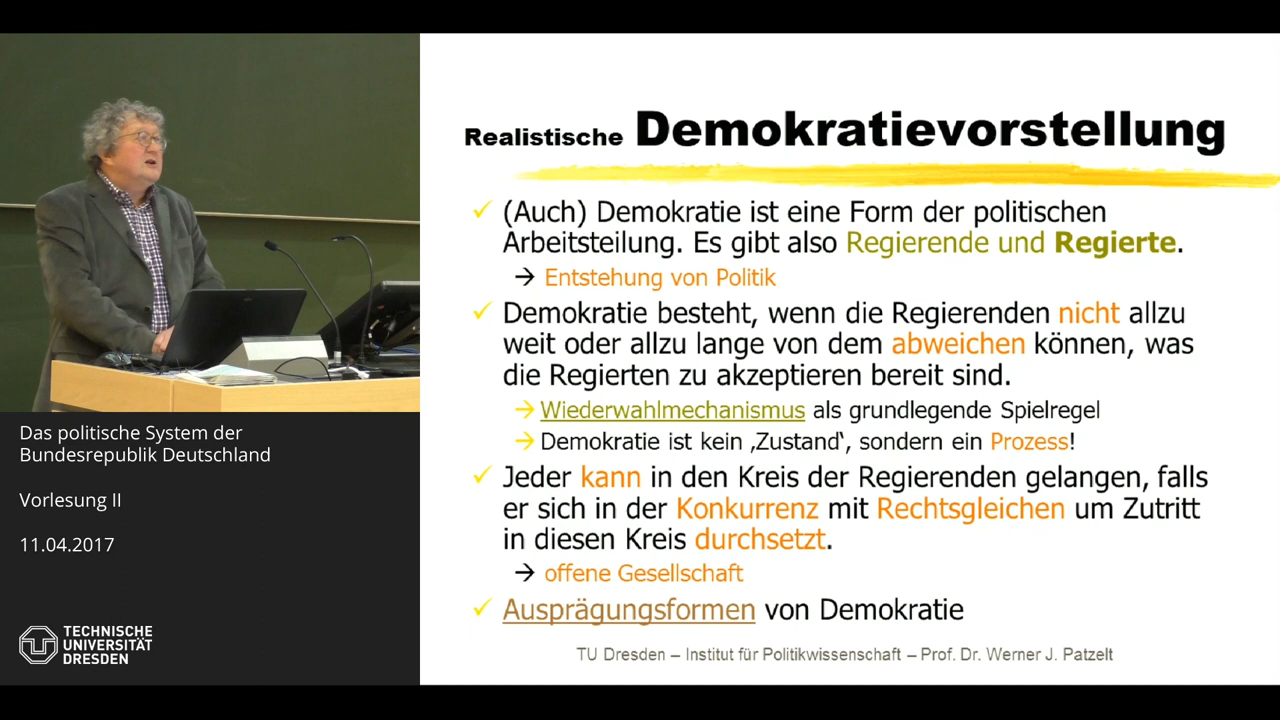 Realistische Demokratievorstellung
✓ (Auch) Demokratie ist eine Form der politischen
Arbeitsteilung. Es gibt also Regierende und Regierte.
→ Entstehung von Politik
✓ Demokratie besteht, wenn die Regierenden nicht allzu
weit oder allzu lange von dem abweichen können, was
die Regierten zu akzeptieren bereit sind.
→ Wiederwahlmechanismus als grundlegende Spielregel
→ Demokratie ist kein ‚Zustand‘, sondern ein Prozess!
✓ Jeder kann in den Kreis der Regierenden gelangen, falls
er sich in der Konkurrenz mit Rechtsgleichen um Zutritt
in diesen Kreis durchsetzt.
→ offene Gesellschaft
✓ Ausprägungsformen von Demokratie
TU Dresden – Institut für Politikwissenschaft – Prof. Dr. Werner J. Patzelt
Das politische System der
Bundesrepublik Deutschland
Vorlesung II
11.04.2017
TECHNISCHE
UNIVERSITÄT
DRESDEN